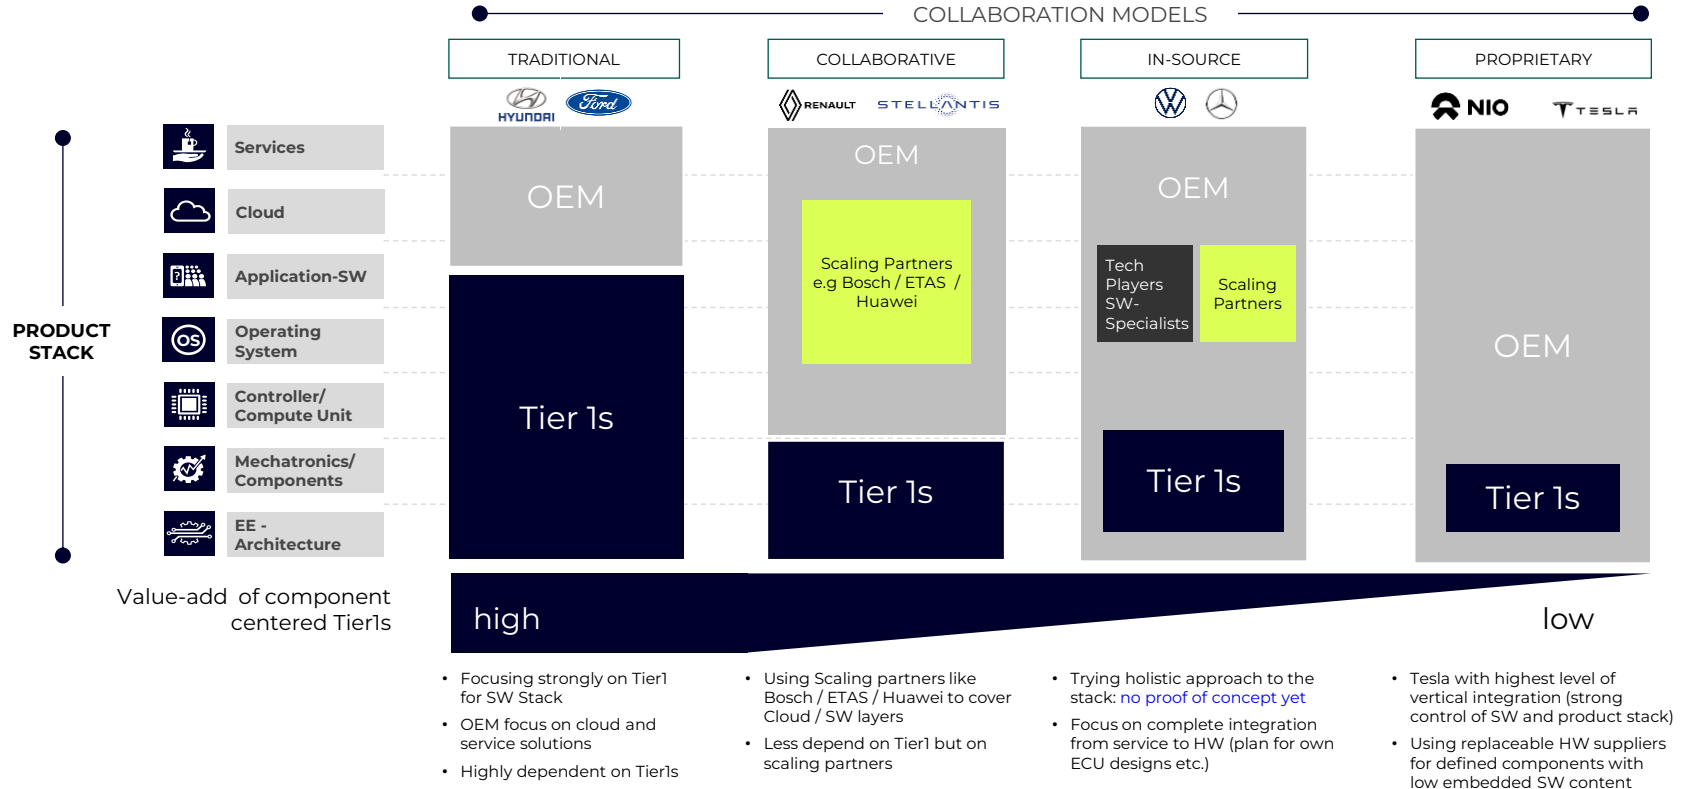 COLLABORATION MODELS
TRADITIONAL
COLLABORATIVE
IN-SOURCE
PROPRIETARY
HYUNDAI
Ford
RENAULT
STELLANTIS
NIO
TESLA
PRODUCT
STACK
Services
Cloud
?
Application-SW
OS
Operating
System
Controller/
Compute Unit
Mechatronics/
Components
EE -
Architecture
OEM
Tier 1s
OEM
Scaling Partners
e.g Bosch / ETAS /
Huawei
Tier 1s
OEM
Tech
Players
SW-
Specialists
Scaling
Partners
Tier 1s
OEM
Tier 1s
Value-add of component
centered Tier1s
high
low
• Focusing strongly on Tier1
for SW Stack
• OEM focus on cloud and
service solutions
• Highly dependent on Tier1s
• Using Scaling partners like
Bosch / ETAS / Huawei to cover
Cloud / SW layers
• Less depend on Tier1 but on
scaling partners
• Trying holistic approach to the
stack: no proof of concept yet
• Focus on complete integration
from service to HW (plan for own
ECU designs etc.)
• Tesla with highest level of
vertical integration (strong
control of SW and product stack)
• Using replaceable HW suppliers
for defined components with
low embedded SW content